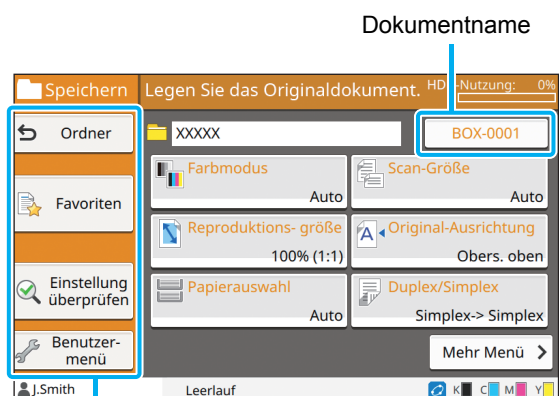 Dokumentname
Speichern
Legen Sie das Originaldokument.
-Nutzung: 0%
Ordner
XXXXX
BOX-0001
Farbmodus
Auto
Scan-Größe
Auto
Favoriten
Reproduktions- größe
100% (1:1)
Original-Ausrichtung
Obers. oben
Einstellung
überprüfen
Papierauswahl
Auto
Duplex/Simplex
Simplex-> Simplex
Benutzer-
menü
Mehr Menü
J.Smith
Leerlauf
K C M Y